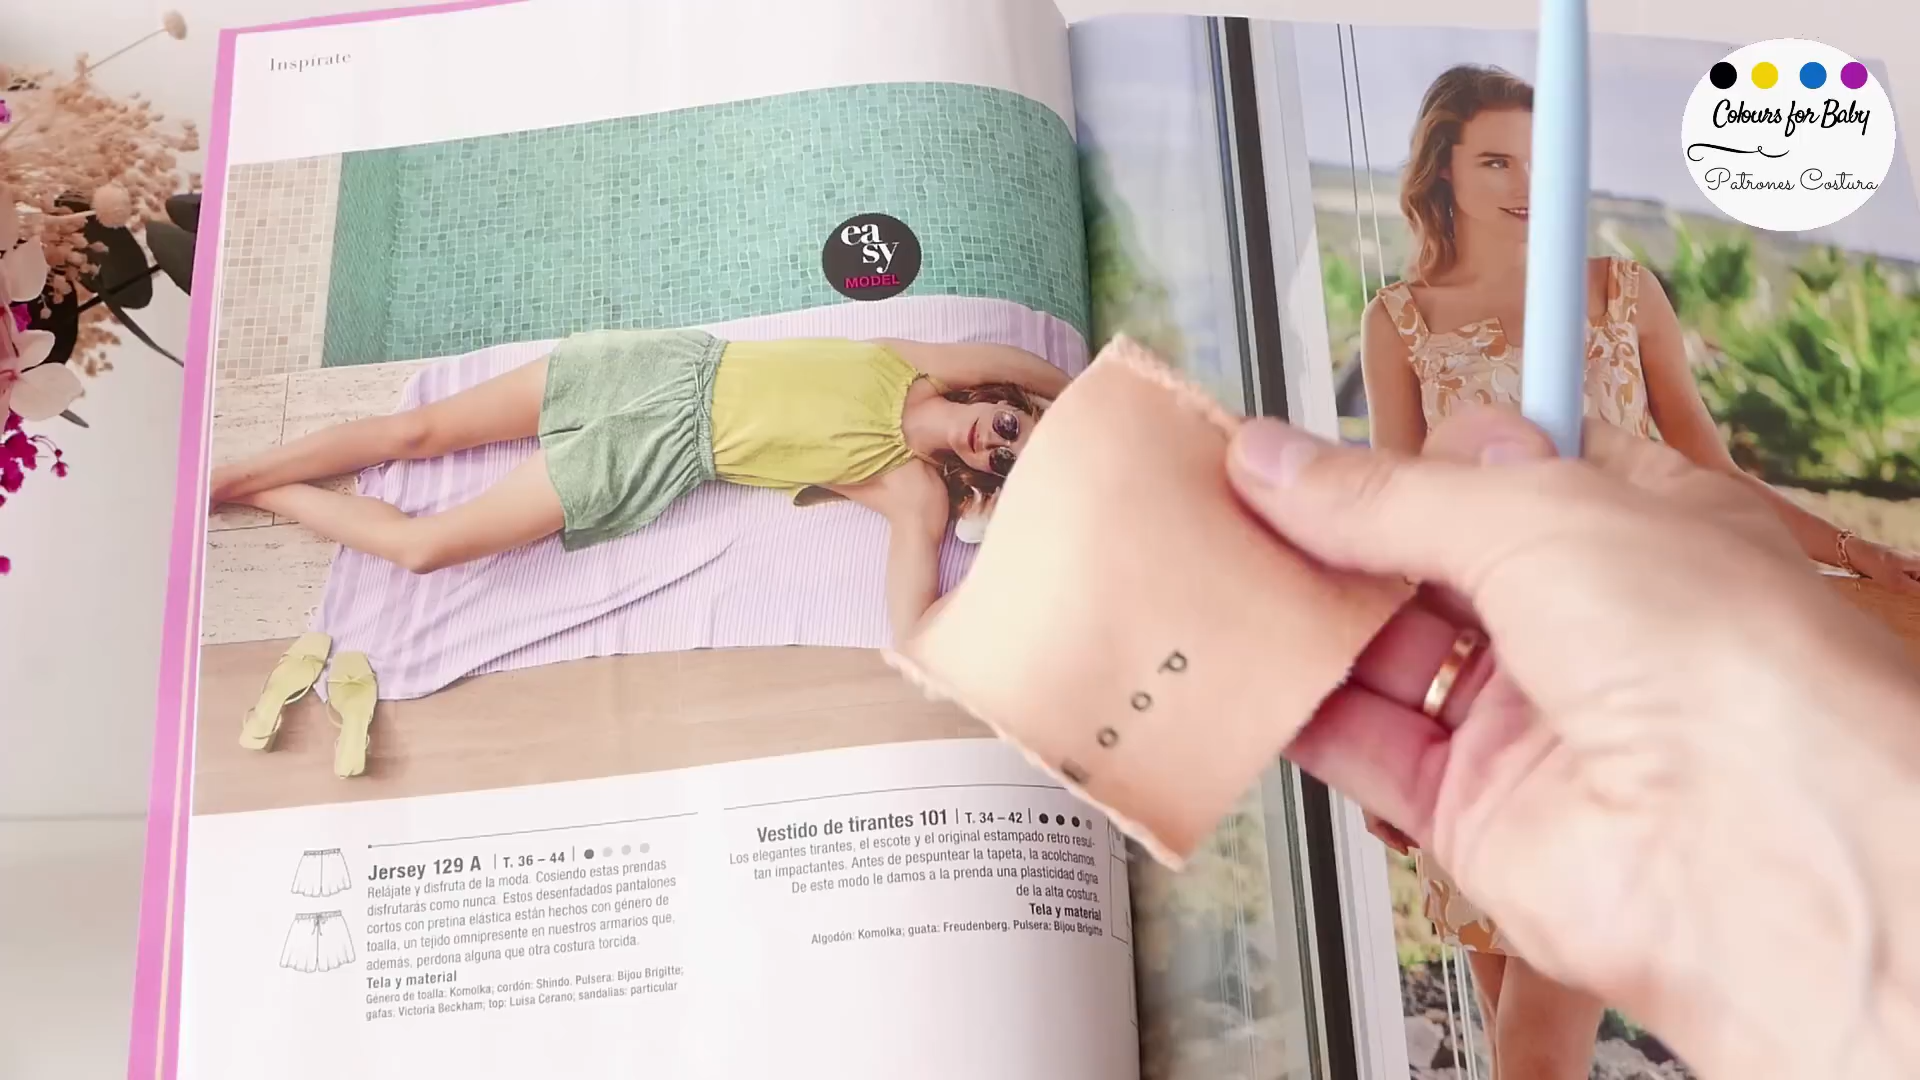 Inspírate
Colours for Baby
Patrones Costura
ea
sy
MODEL
P
o
o
Jersey 129 A | T. 36 – 44 |
Relájate y disfruta de la moda. Cosiendo estas prendas
disfrutarás como nunca. Estos desenfadados pantalones
cortos con pretina elástica están hechos con género de
toalla, un tejido omnipresente en nuestros armarios que,
además, perdona alguna que otra costura torcida.
Tela y material
Género de toalla: Komolka; cordón: Shindo. Pulsera: Bijou Brigitte;
gafas: Victoria Beckham; top: Luisa Cerano; sandalias: particular
Vestido de tirantes 101 | T. 34 – 42 |
Los elegantes tirantes, el escote y el original estampado retro resul-
tan impactantes. Antes de pespuntear la tapeta, la acolchamos.
De este modo le damos a la prenda una plasticidad digna
de la alta costura.
Tela y material
Algodón: Komolka; guata: Freudenberg. Pulsera: Bijou Brigitte